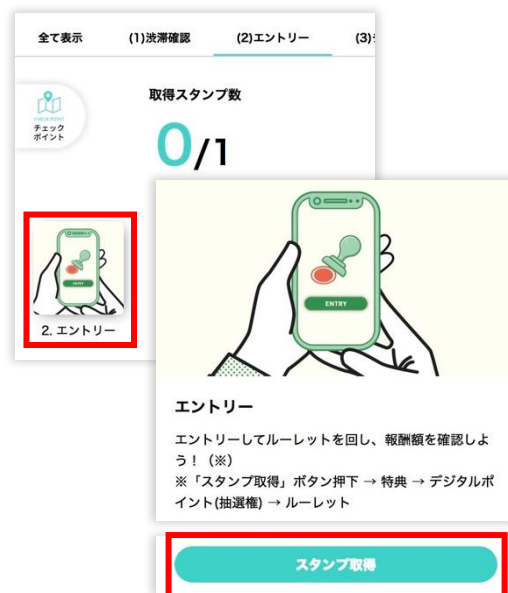 全て表示
(1)渋滞確認
(2)エントリー
(3)
CHECK POINT
チェック
ポイント
取得スタンプ数
0/1
ENTRY
2. エントリー
ENTRY
エントリー
エントリーしてルーレットを回し、報酬額を確認しよ
う！（※）
※「スタンプ取得」ボタン押下 → 特典 → デジタルポ
イント(抽選権) → ルーレット
スタンプ取得